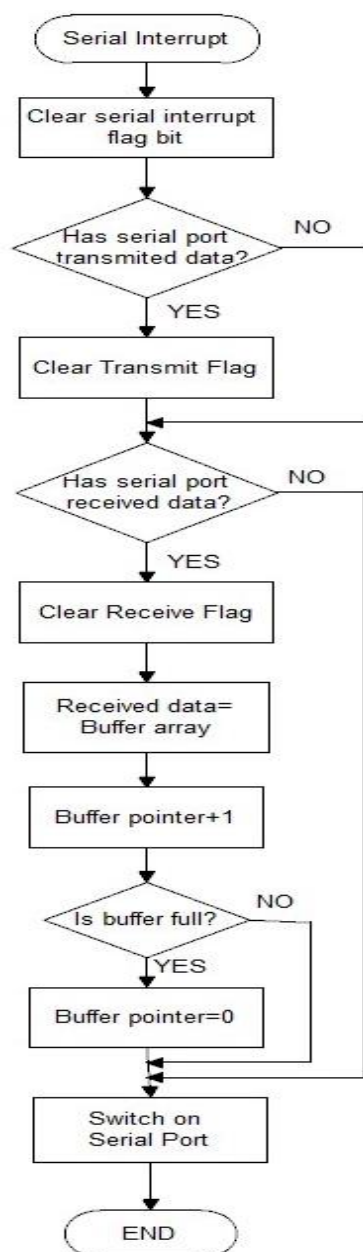 Serial Interrupt
Clear serial interrupt
flag bit
Has serial port
transmited data?
NO
YES
Clear Transmit Flag
Has serial port
received data?
NO
YES
Clear Receive Flag
Received data=
Buffer array
Buffer pointer+1
Is buffer full?
NO
YES
Buffer pointer=0
Switch on
Serial Port
END